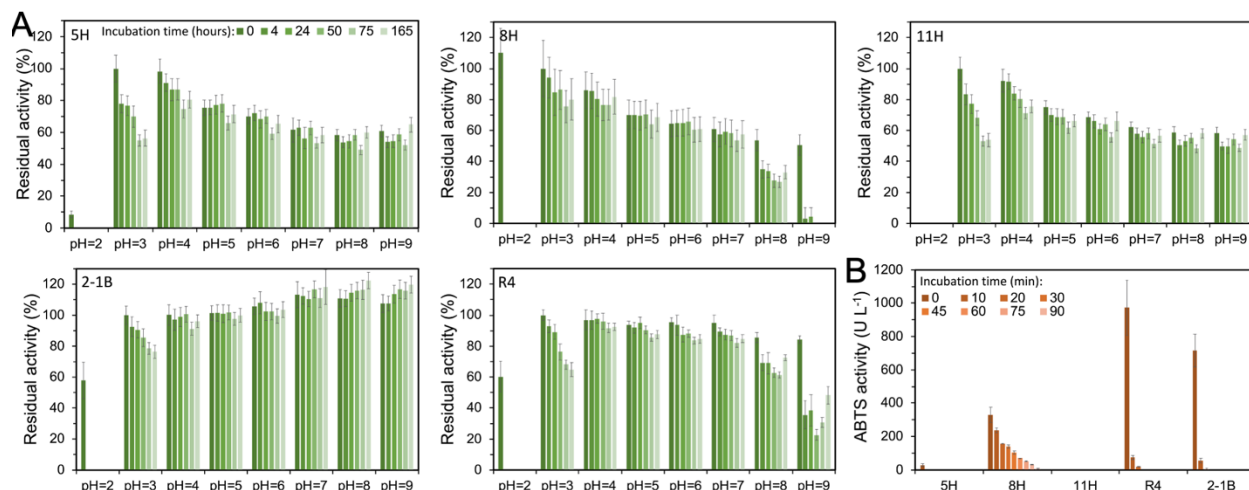 A
5H
Incubation time (hours): 0 4 24 50 75 165
Residual activity (%)
120
100
80
60
40
20
0
pH=2 pH=3 pH=4 pH=5 pH=6 pH=7 pH=8 pH=9
8H
Residual activity (%)
120
100
80
60
40
20
0
pH=2 pH=3 pH=4 pH=5 pH=6 pH=7 pH=8 pH=9
11H
Residual activity (%)
120
100
80
60
40
20
0
pH=2 pH=3 pH=4 pH=5 pH=6 pH=7 pH=8 pH=9
2-1B
Residual activity (%)
120
100
80
60
40
20
0
pH=2 pH=3 pH=4 pH=5 pH=6 pH=7 pH=8 pH=9
R4
Residual activity (%)
120
100
80
60
40
20
0
pH=2 pH=3 pH=4 pH=5 pH=6 pH=7 pH=8 pH=9
B
Incubation time (min):
0 10 20 30
45 60 75 90
ABTS activity (U L-1)
1200
1000
800
600
400
200
0
5H 8H 11H R4 2-1B